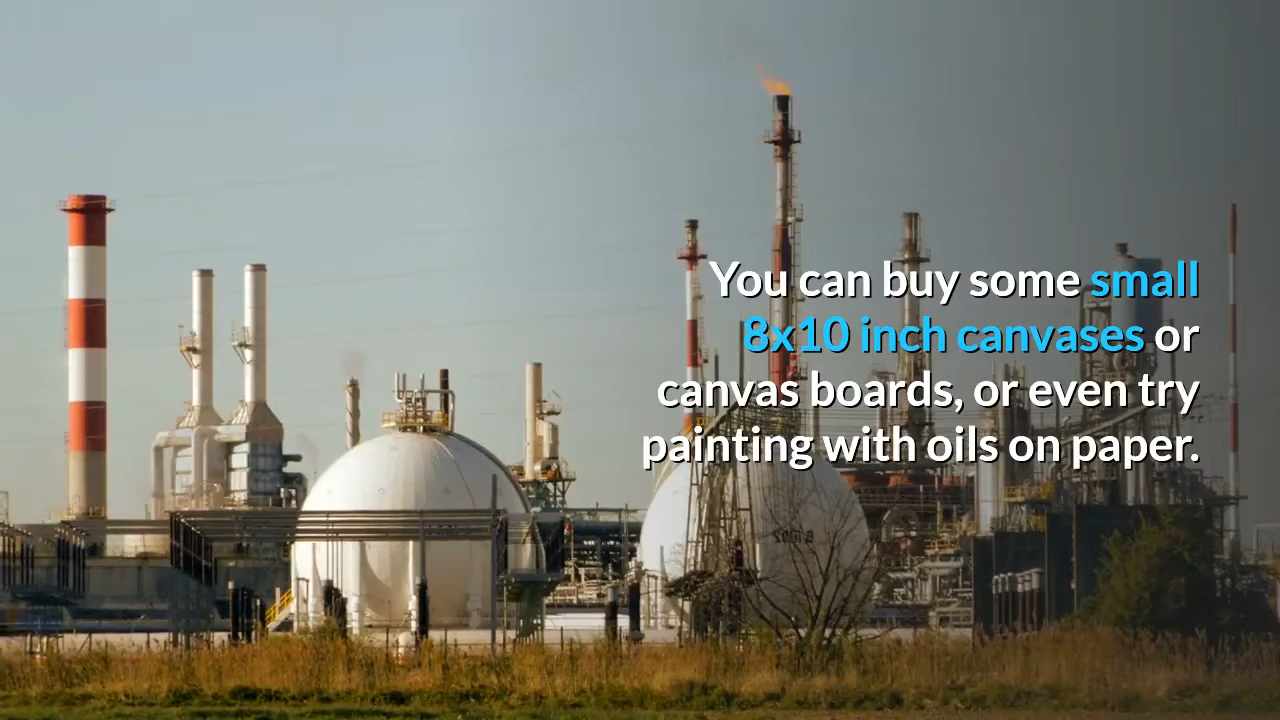 You can buy some small
8x10 inch canvases or
canvas boards, or even try
painting with oils on paper.